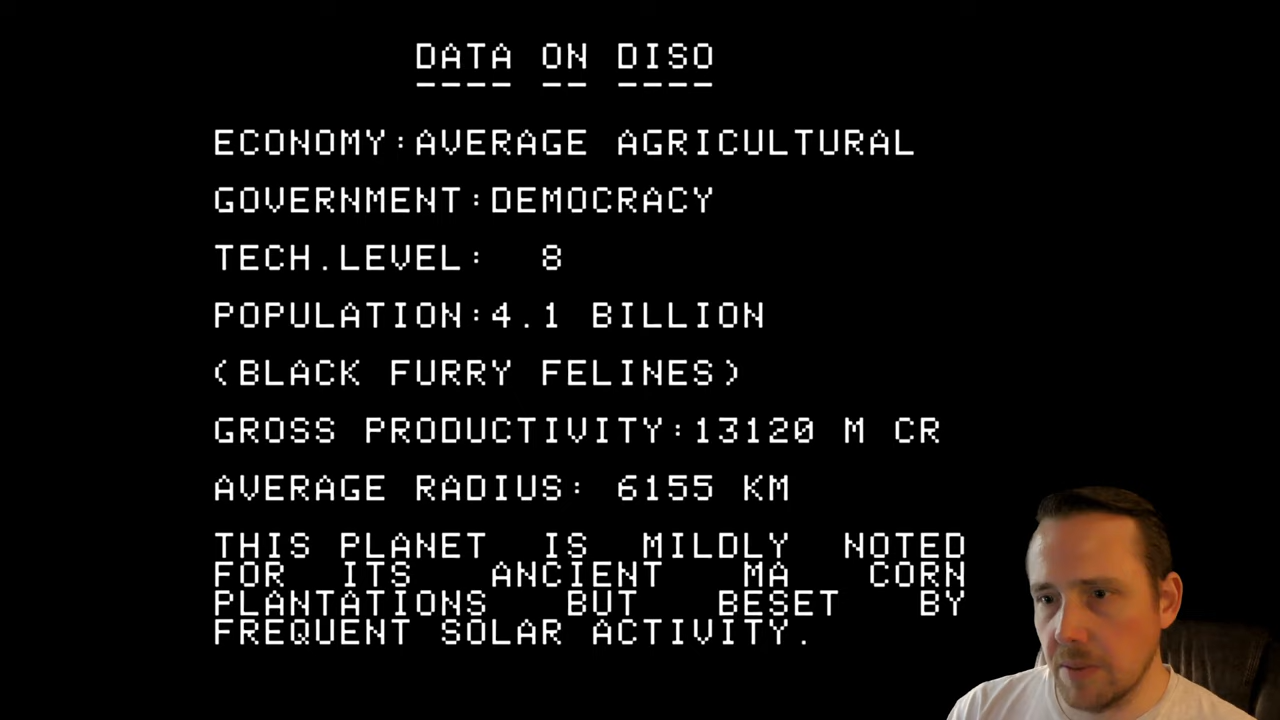 DATA ON DISO
---- -- ----
ECONOMY:AVERAGE AGRICULTURAL
GOVERNMENT:DEMOCRACY
TECH.LEVEL: 8
POPULATION:4.1 BILLION
(BLACK FURRY FELINES)
GROSS PRODUCTIVITY:13120 M CR
AVERAGE RADIUS: 6155 KM
THIS PLANET IS MILDLY NOTED
FOR ITS ANCIENT MA CORN
PLANTATIONS BUT BESET BY
FREQUENT SOLAR ACTIVITY.